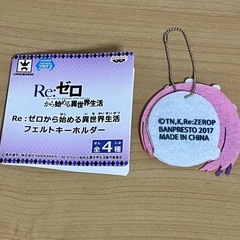 CRANEKING
BANPRESTO
Re:ゼロ
から始める異世界生活
Re:ゼロから始める異世界生活
フェルトキーホルダー
全4種
©TN,K,Re:ZEROP
BANPRESTO 2017
MADE IN CHINA